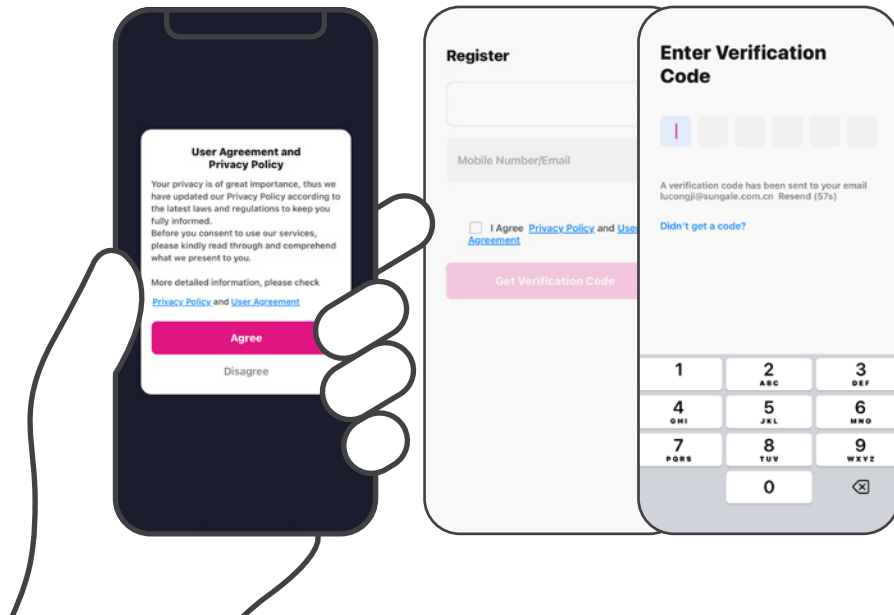 User Agreement and
Privacy Policy
Your privacy is of great importance, thus we
have updated our Privacy Policy according to
the latest laws and regulations to keep you
fully informed.
Before you consent to use our services,
please kindly read through and comprehend
what we present to you.
More detailed information, please check
Privacy Policy and User Agreement
Agree
Disagree
Register
Mobile Number/Email
I Agree Privacy Policy and User
Agreement
Get Verification Code
Enter Verification
Code
A verification code has been sent to your email
lucongji@sungale.com.cn Resend (57s)
Didn't get a code?
1
2
ABC
3
DEF
4
GHI
5
JKL
6
MNO
7
PQRS
8
TUV
9
WXYZ
0